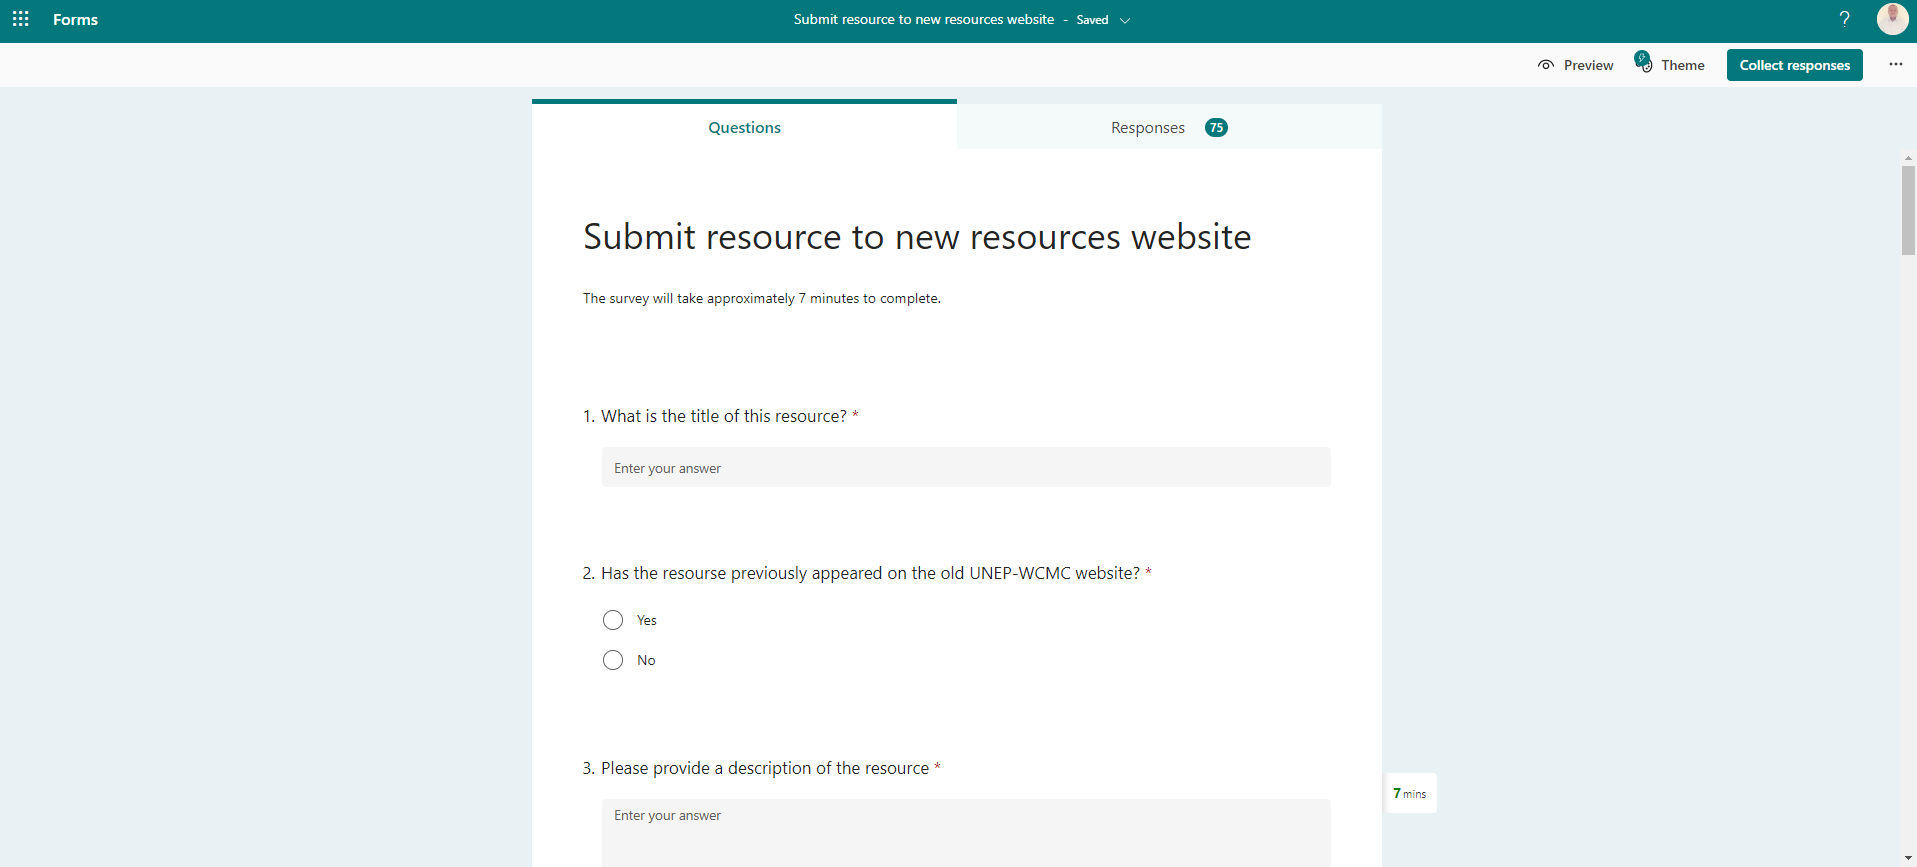 Forms
Submit resource to new resources website - Saved
?
Preview
Theme
Collect responses
Questions
Responses 75
Submit resource to new resources website
The survey will take approximately 7 minutes to complete.
1. What is the title of this resource? *
Enter your answer
2. Has the resourse previously appeared on the old UNEP-WCMC website? *
Yes
No
3. Please provide a description of the resource *
7 mins
Enter your answer